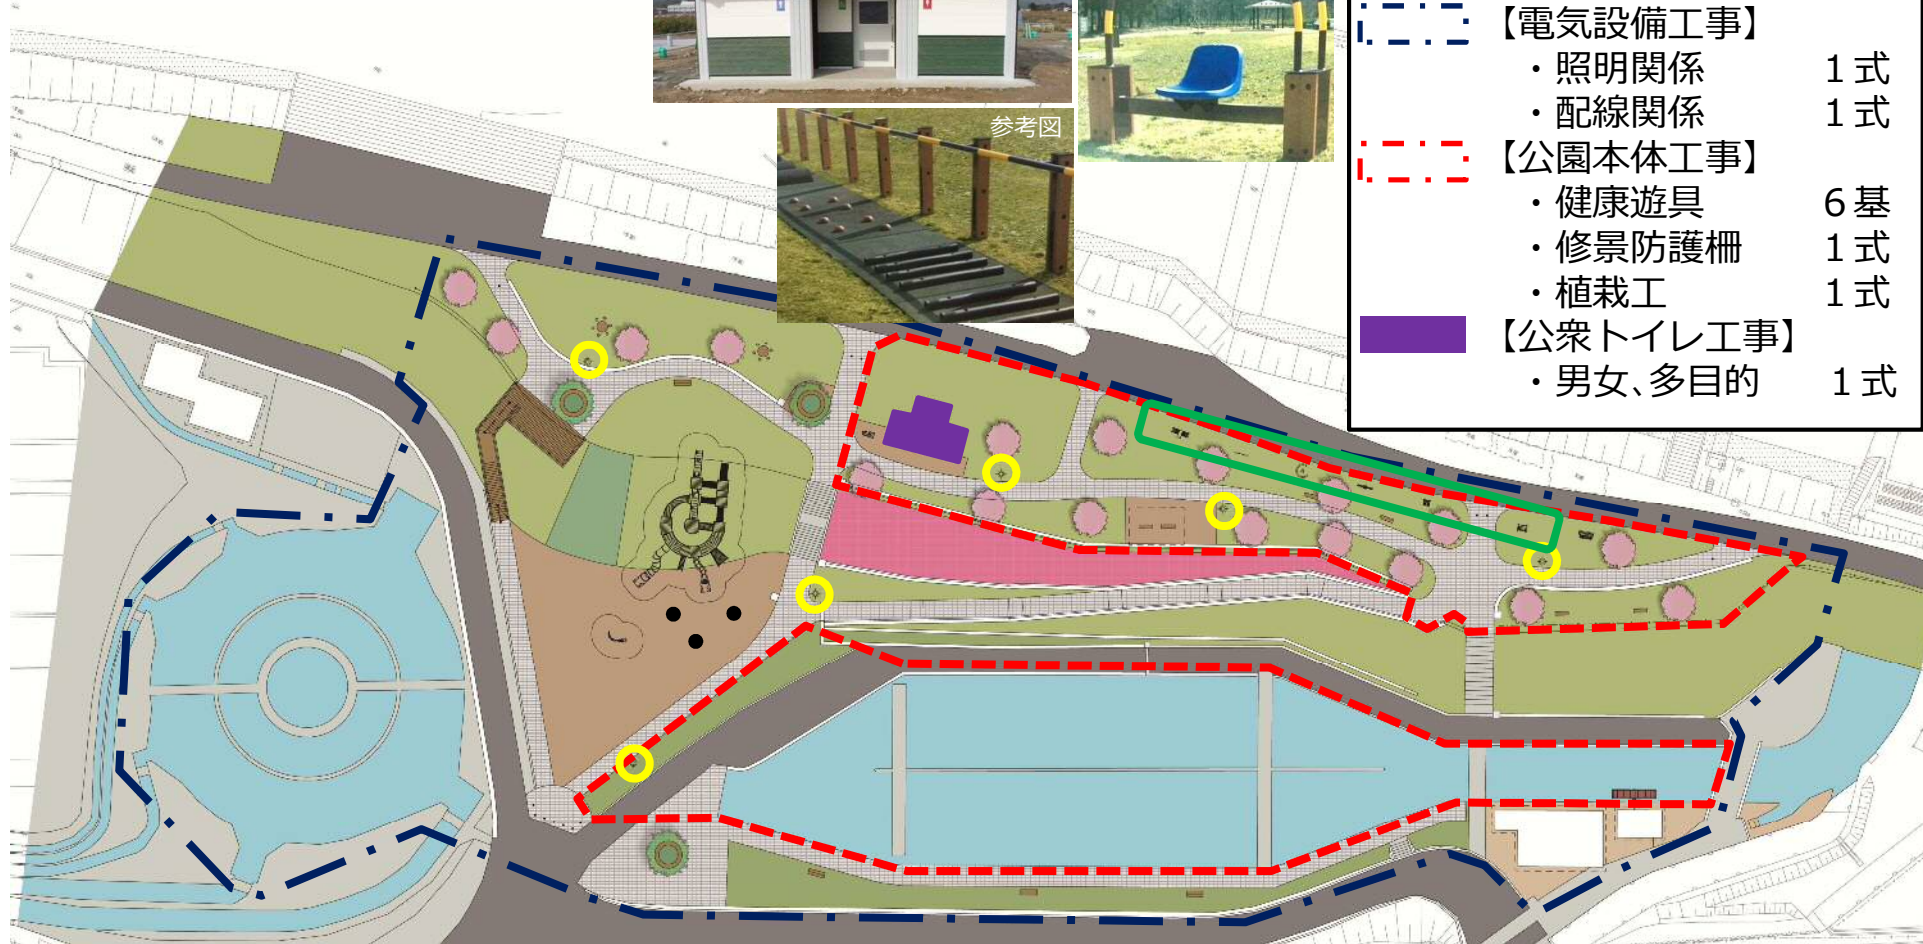 参考図
【電気設備工事】
・照明関係 1式
・配線関係 1式
【公園本体工事】
・健康遊具 6基
・修景防護柵 1式
・植栽工 1式
【公衆トイレ工事】
・男女、多目的 1式